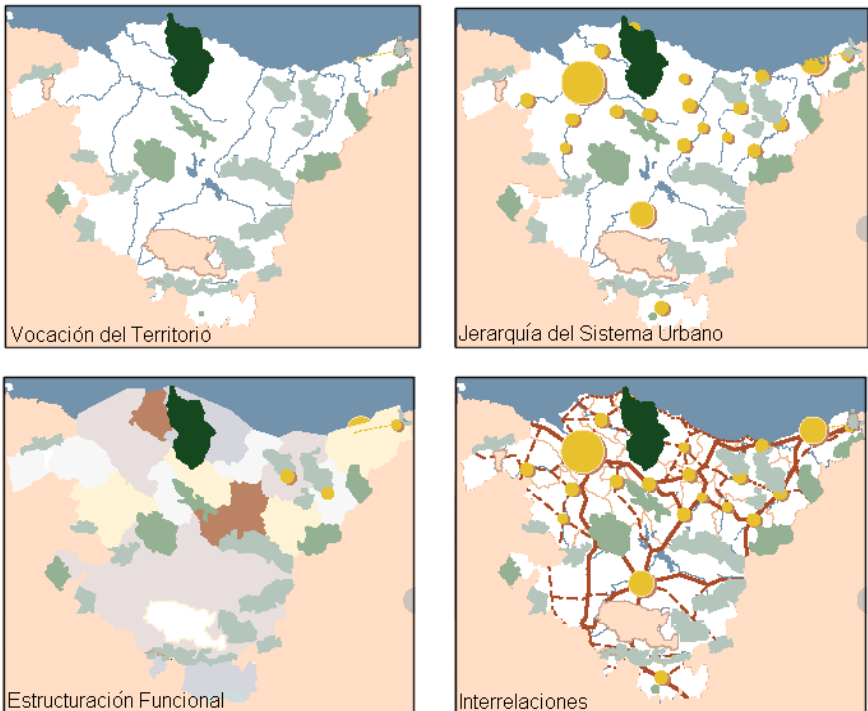 Vocación del Territorio
Jerarquía del Sistema Urbano
Estructuración Funcional
Interrelaciones